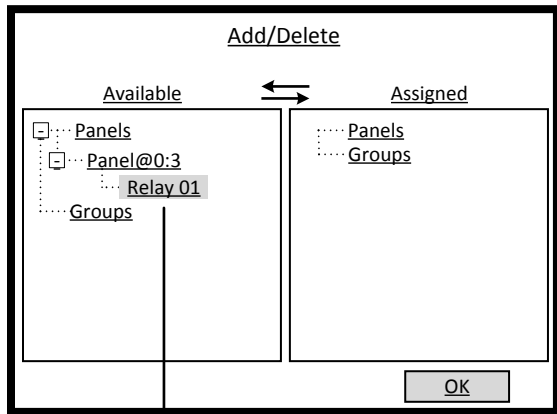 Add/Delete
Available
Assigned
Panels
Panel@0:3
Relay 01
Groups
Panels
Groups
OK